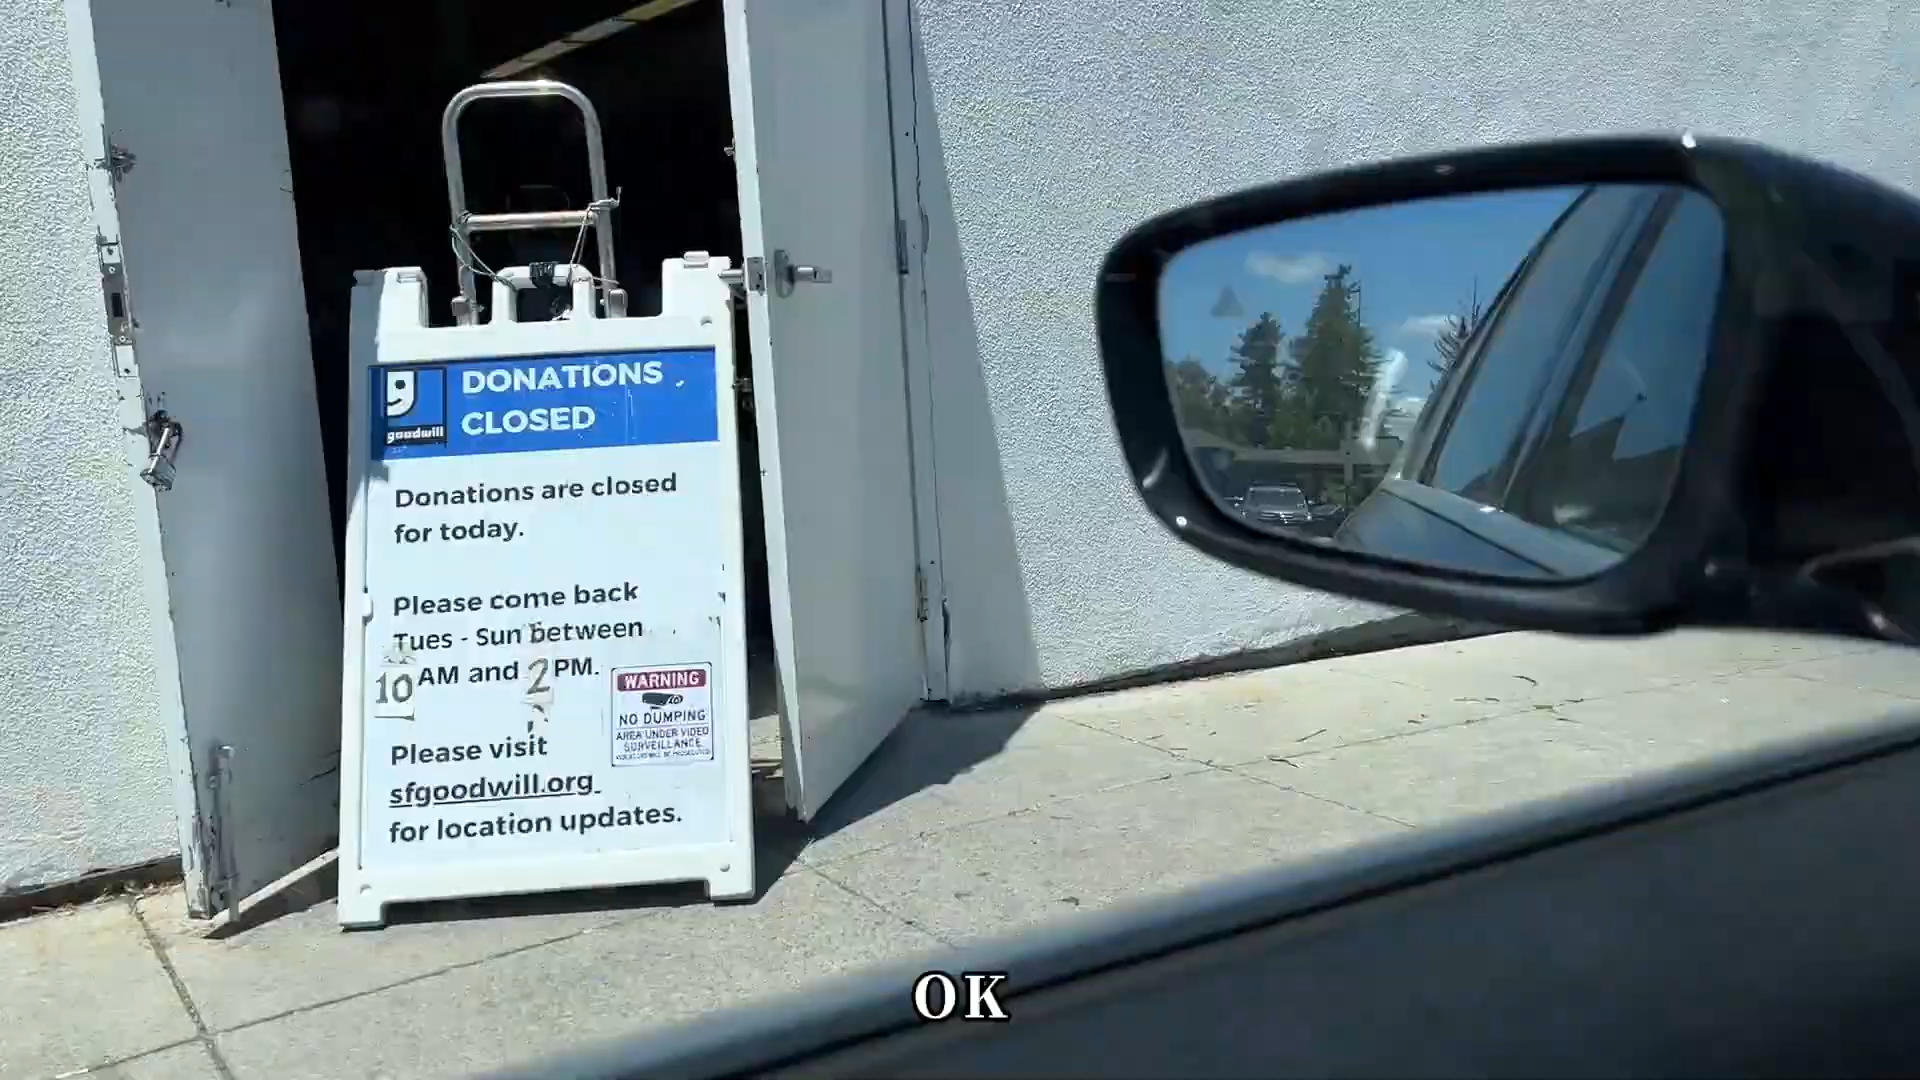 goodwill
DONATIONS
CLOSED
Donations are closed
for today.
Please come back
Tues - Sun between
10 AM and 2 PM.
Please visit
sfgoodwill.org
for location updates.
WARNING
NO DUMPING
AREA UNDER VIDEO
SURVEILLANCE
OK